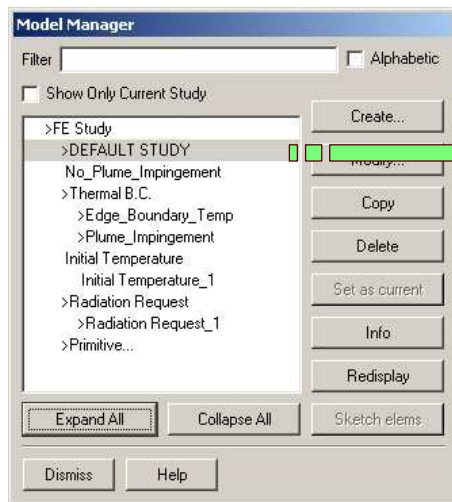 Model Manager
Filter
Alphabetic
Show Only Current Study
>FE Study
>DEFAULT STUDY
No_Plume_Impingement
>Thermal B.C.
>Edge_Boundary_Temp
>Plume_Impingement
Initial Temperature
Initial Temperature_1
>Radiation Request
>Radiation Request_1
>Primitive...
Create...
Modify...
Copy
Delete
Set as current
Info
Redisplay
Expand All
Collapse All
Sketch elems
Dismiss
Help